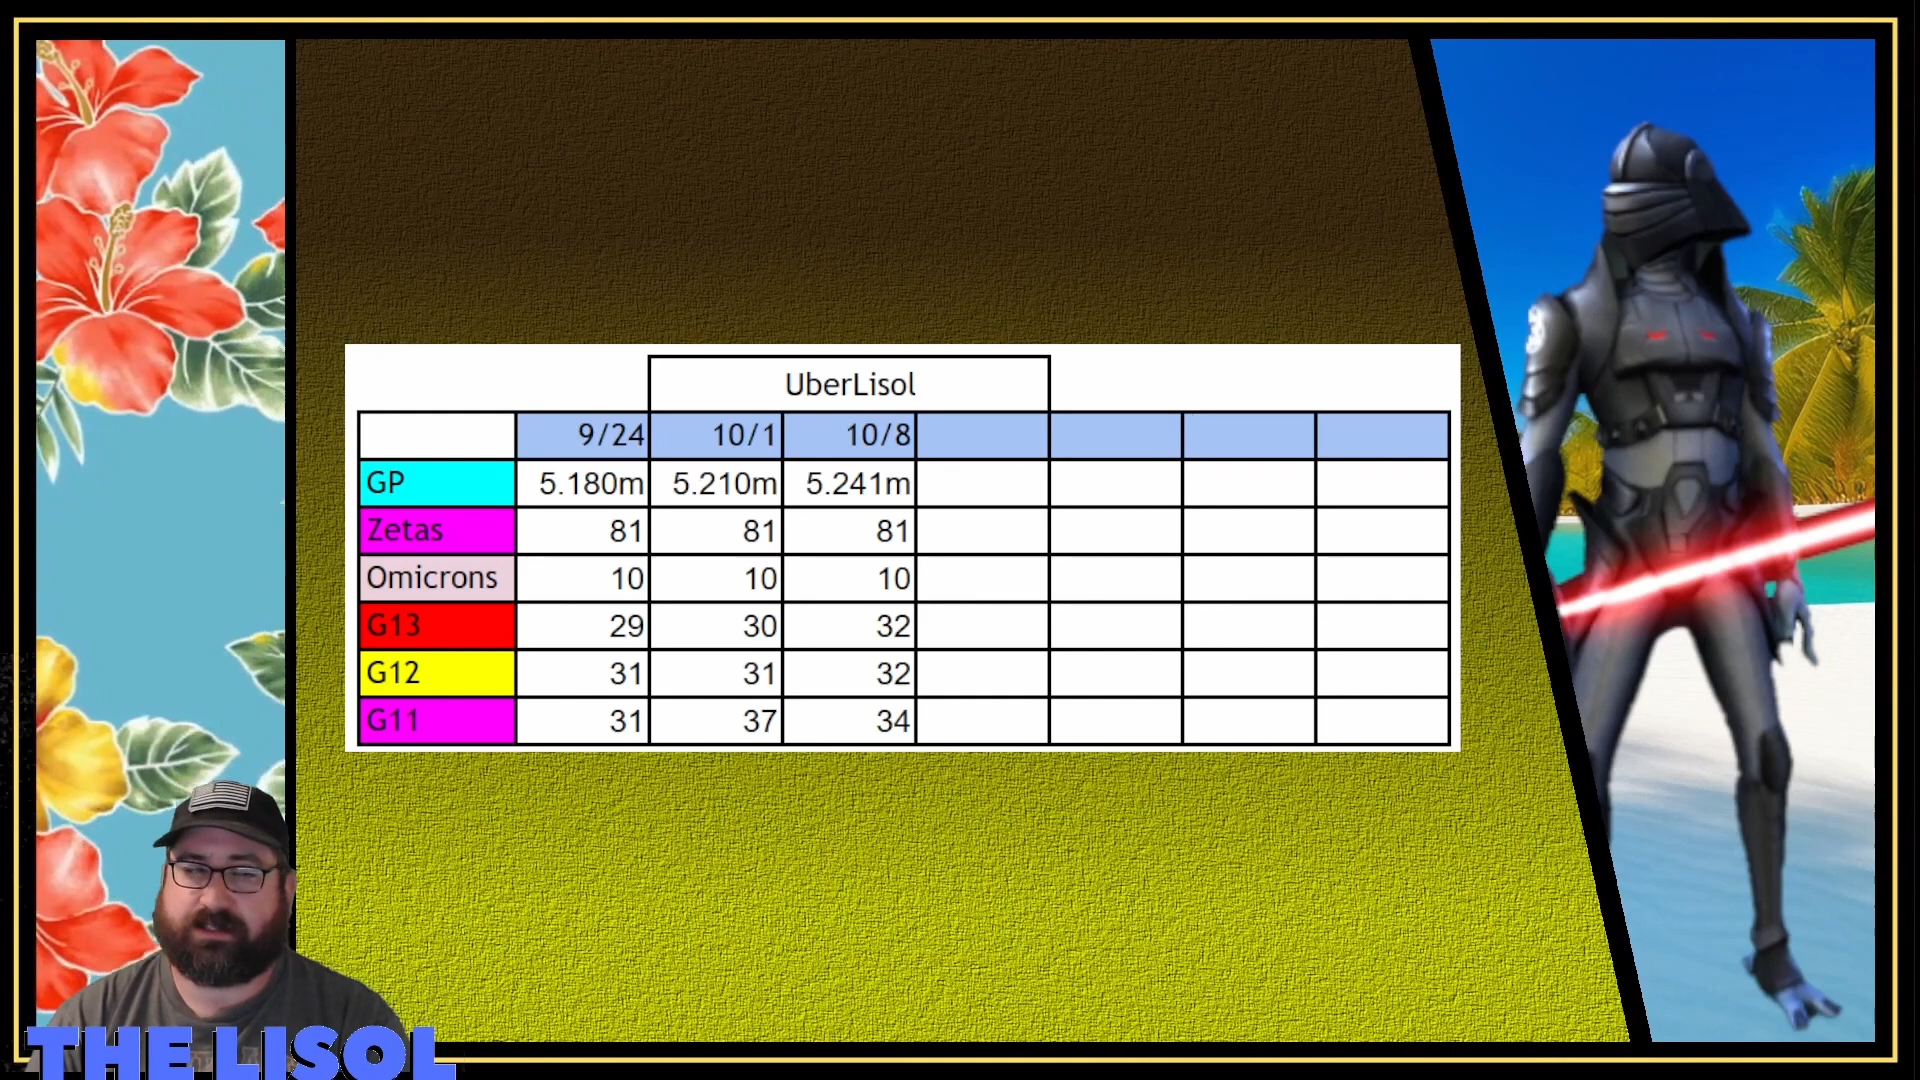 UberLisol
9/24 10/1 10/8
GP 5.180m 5.210m 5.241m
Zetas 81 81 81
Omicrons 10 10 10
G13 29 30 32
G12 31 31 32
G11 31 37 34
THE LISOL